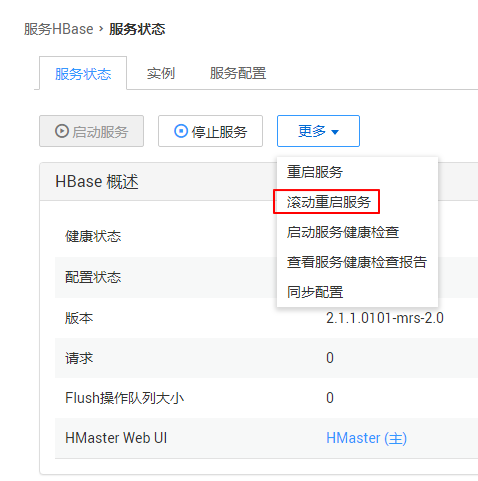 服务HBase > 服务状态
服务状态 实例 服务配置
启动服务 停止服务 更多
HBase 概述
重启服务
滚动重启服务
启动服务健康检查
查看服务健康检查报告
同步配置
健康状态
配置状态
版本 2.1.1.0101-mrs-2.0
请求 0
Flush操作队列大小 0
HMaster Web UI HMaster (主)